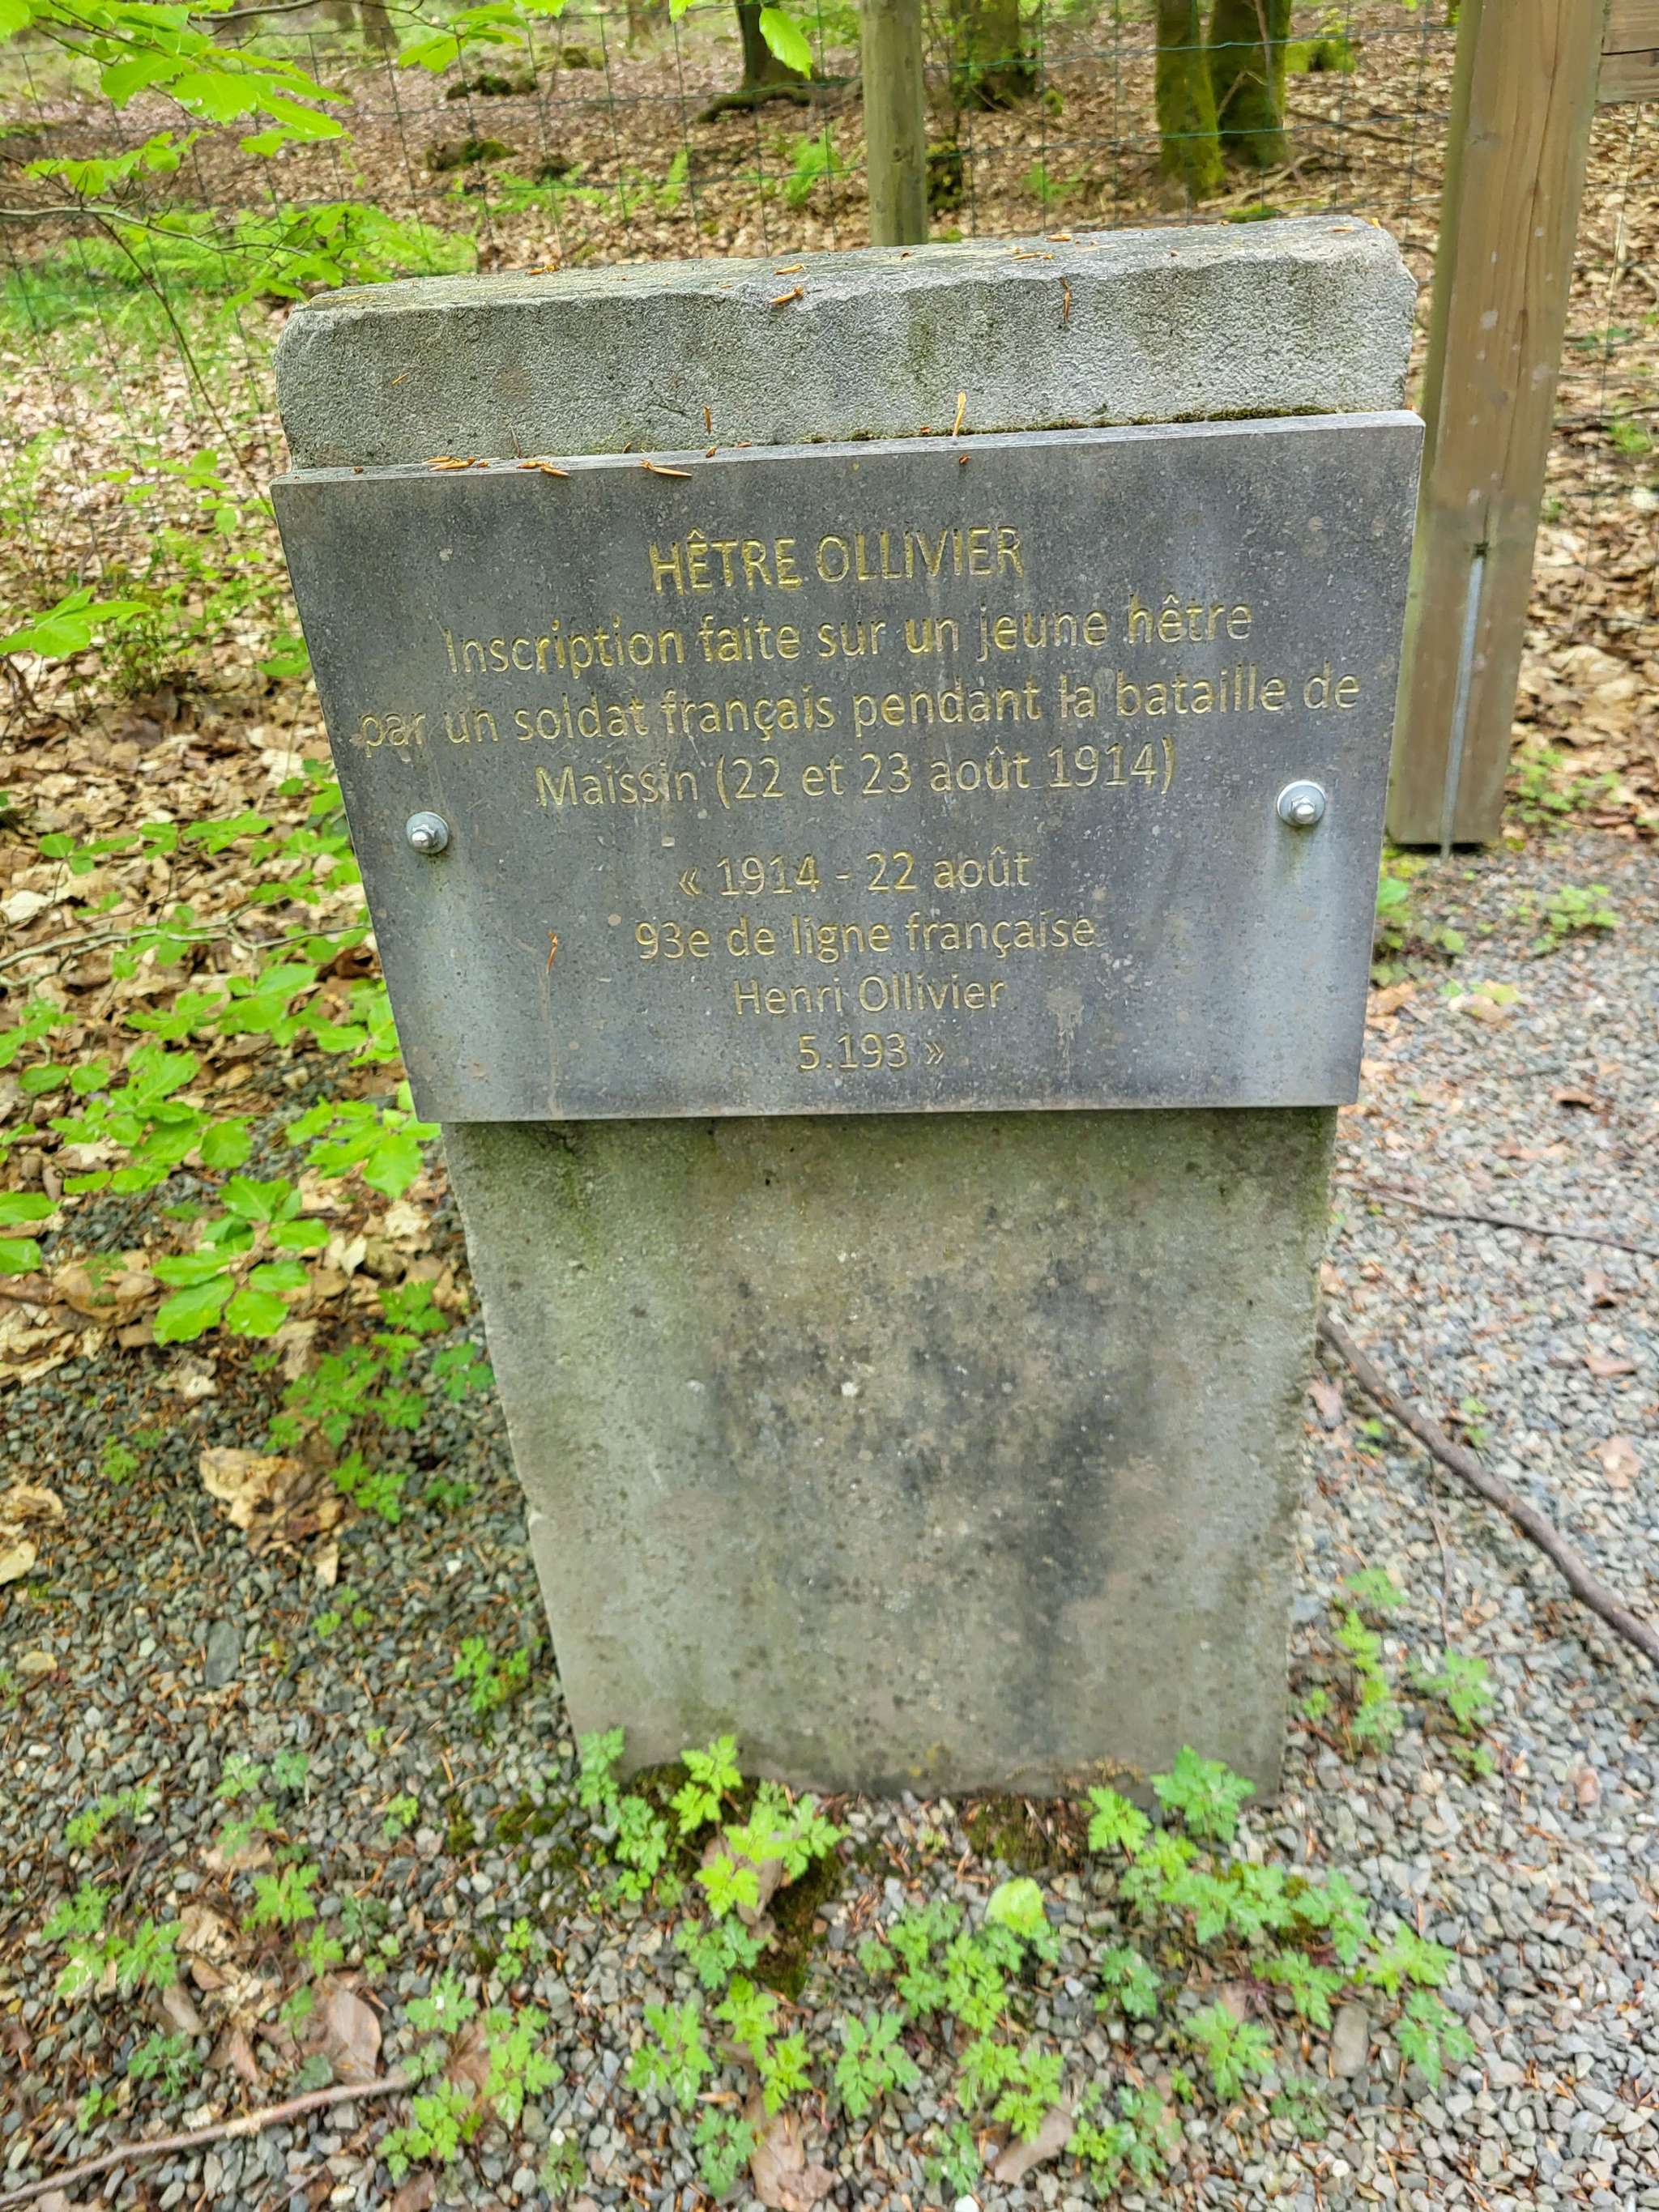 HÊTRE OLLIVIER
Inscription faite sur un jeune hêtre
par un soldat français pendant la bataille de
Maissin (22 et 23 août 1914)
« 1914 - 22 août
93e de ligne française
Henri Ollivier
5.193 »